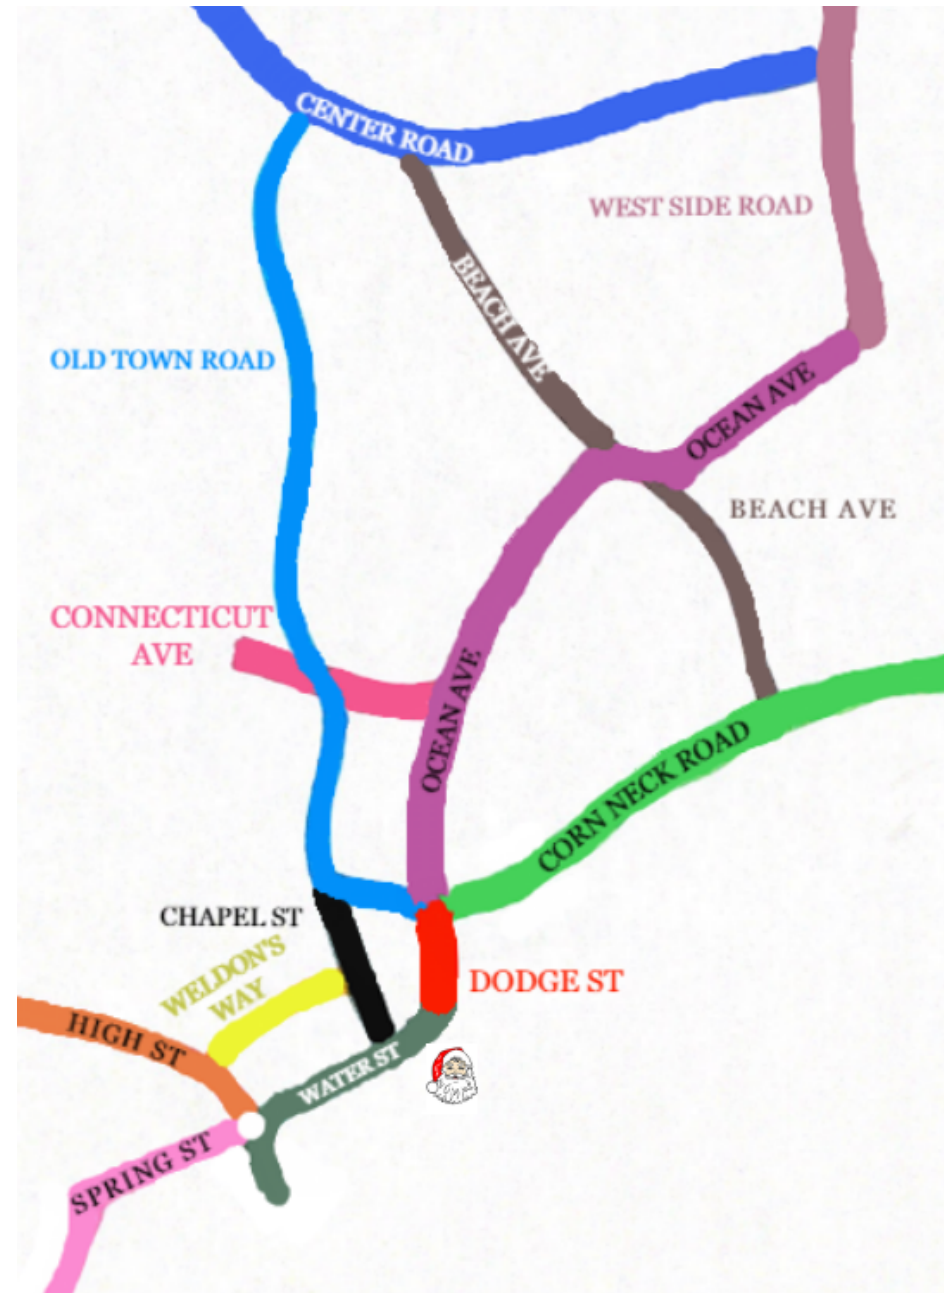 CENTER ROAD
WEST SIDE ROAD
BEACH AVE
OLD TOWN ROAD
OCEAN AVE
BEACH AVE
CONNECTICUT
AVE
OCEAN AVE
CORN NECK ROAD
CHAPEL ST
WELDON'S
WAY
DODGE ST
HIGH ST
WATER ST
SPRING ST